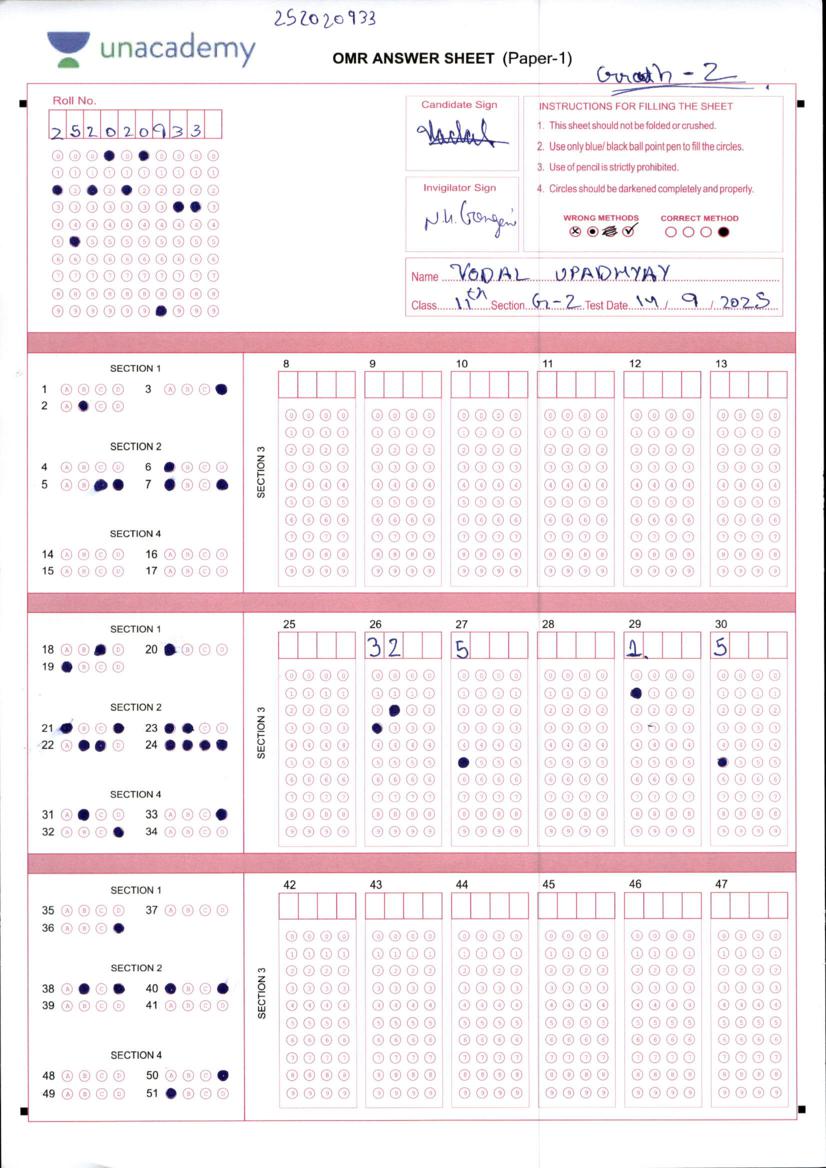 252020933
unacademy
OMR ANSWER SHEET (Paper-1)
Roll No.
2 5 2 0 2 0 9 3 3
Candidate Sign
Invigilator Sign
INSTRUCTIONS FOR FILLING THE SHEET
1. This sheet should not be folded or crushed.
2. Use only blue/ black ball point pen to fill the circles.
3. Use of pencil is strictly prohibited.
4. Circles should be darkened completely and properly.
WRONG METHODS CORRECT METHOD
Name VODAL UPADHYAY
Class 11th Section G-2 Test Date 14 / 9 / 2025
SECTION 1
1 A B C D 3 A B C
2 A C D
SECTION 2
4 A B C D 6 B C D
5 A B 7 B C
SECTION 4
14 A B C D 16 A B C D
15 A B C D 17 A B C D
SECTION 3
8 9 10 11 12 13
SECTION 1
18 A B D 20 B C D
19 B C D
SECTION 2
21 B C 23 C D
22 A D 24
SECTION 4
31 A C D 33 A B C
32 A B C 34 A B C D
SECTION 3
25 26 27 28 29 30
32 5 1. 5
SECTION 1
35 A B C D 37 A B C D
36 A B C
SECTION 2
38 A C 40 B C
39 A B C D 41 A B C D
SECTION 4
48 A B C D 50 A B C
49 A B C D 51 B C D
SECTION 3
42 43 44 45 46 47